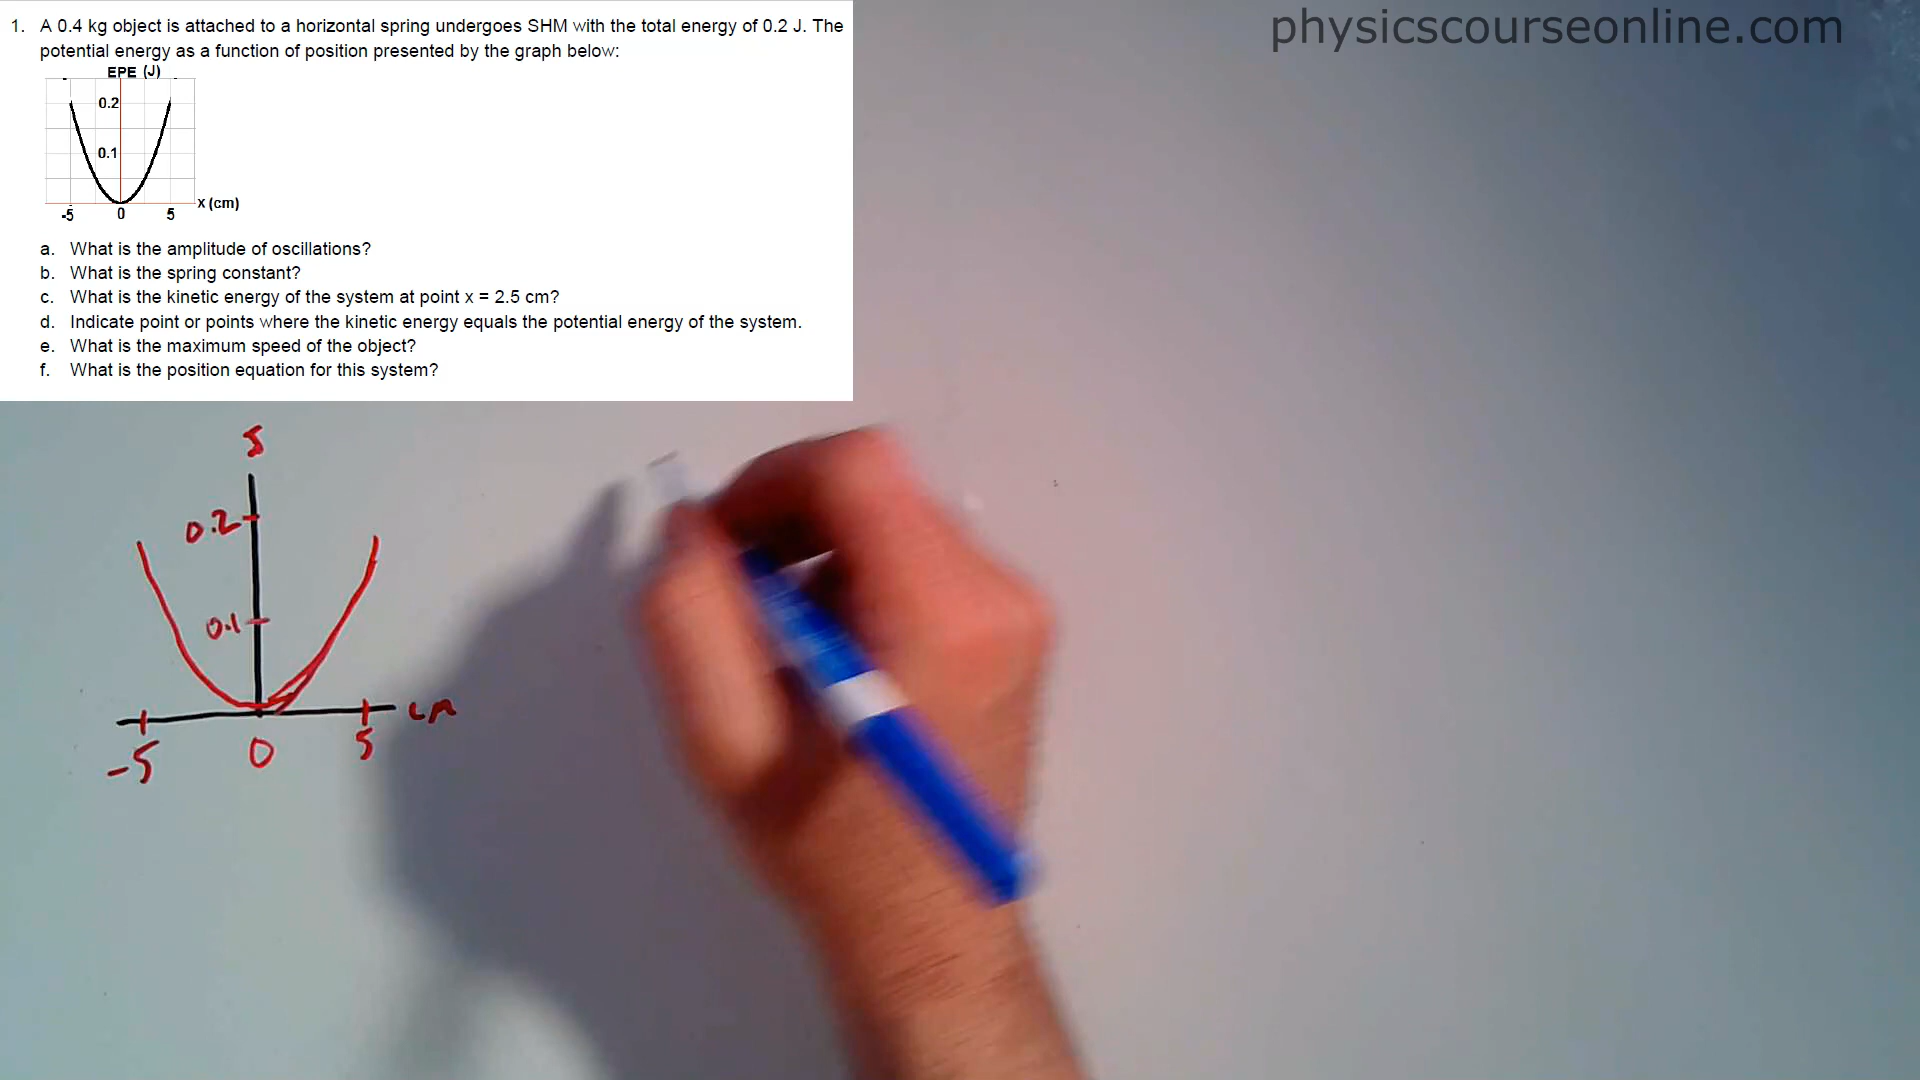 physicscourseonline.com
1. A 0.4 kg object is attached to a horizontal spring undergoes SHM with the total energy of 0.2 J. The
potential energy as a function of position presented by the graph below:
EPE (J)
0.2
0.1
x (cm)
-5 0 5
a. What is the amplitude of oscillations?
b. What is the spring constant?
c. What is the kinetic energy of the system at point x = 2.5 cm?
d. Indicate point or points where the kinetic energy equals the potential energy of the system.
e. What is the maximum speed of the object?
f. What is the position equation for this system?
J
0.2
0.1
cm
-5 0 5